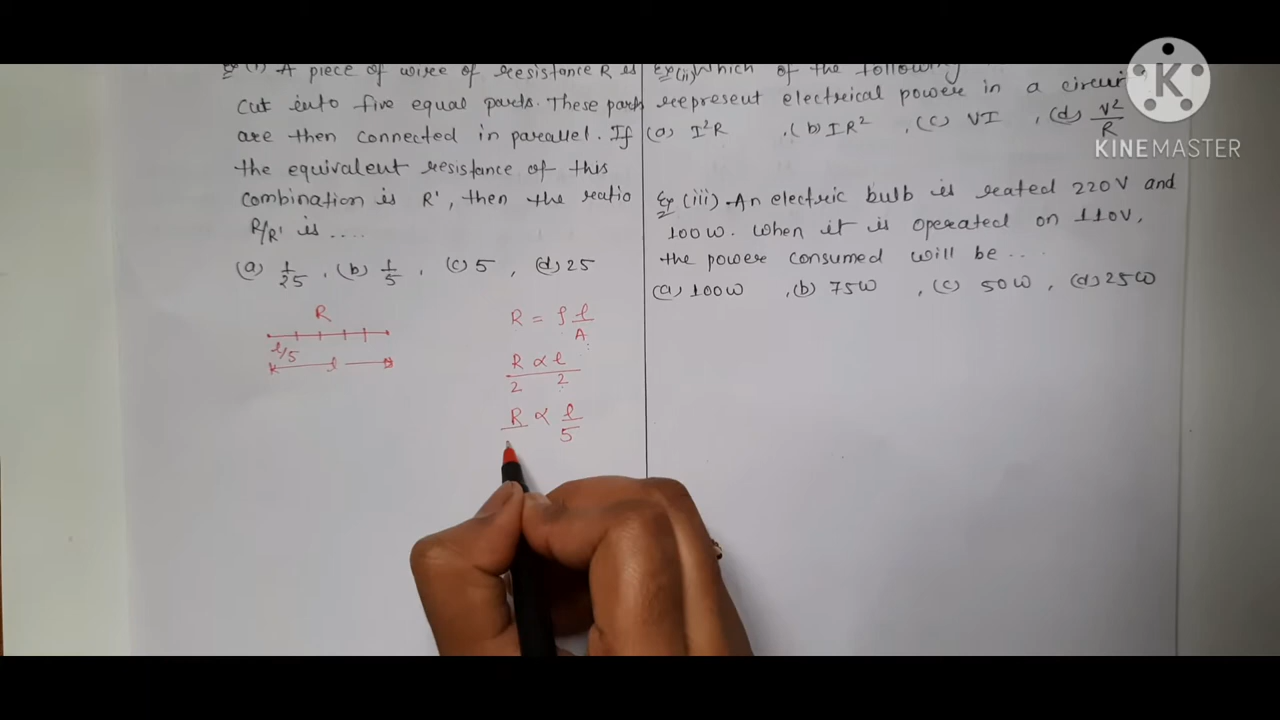 Ex (i) A piece of wire of resistance R is
cut into five equal parts. These parts
are then connected in parallel. If
the equivalent resistance of this
combination is R', then the ratio
R/R' is ....
(a) 1/25 , (b) 1/5 , (c) 5 , (d) 25
R
l/5
l
R = ρ l/A
R ∝ l
2 2
R ∝ l/5
Ex (ii) Which of the following
represent electrical power in a circuit
(a) I²R , (b) IR² , (c) VI , (d) V²/R
Ex (iii) - An electric bulb is rated 220 V and
100W. When it is operated on 110V,
the power consumed will be ...
(a) 100W , (b) 75W , (c) 50W , (d) 25W
K
KINEMASTER